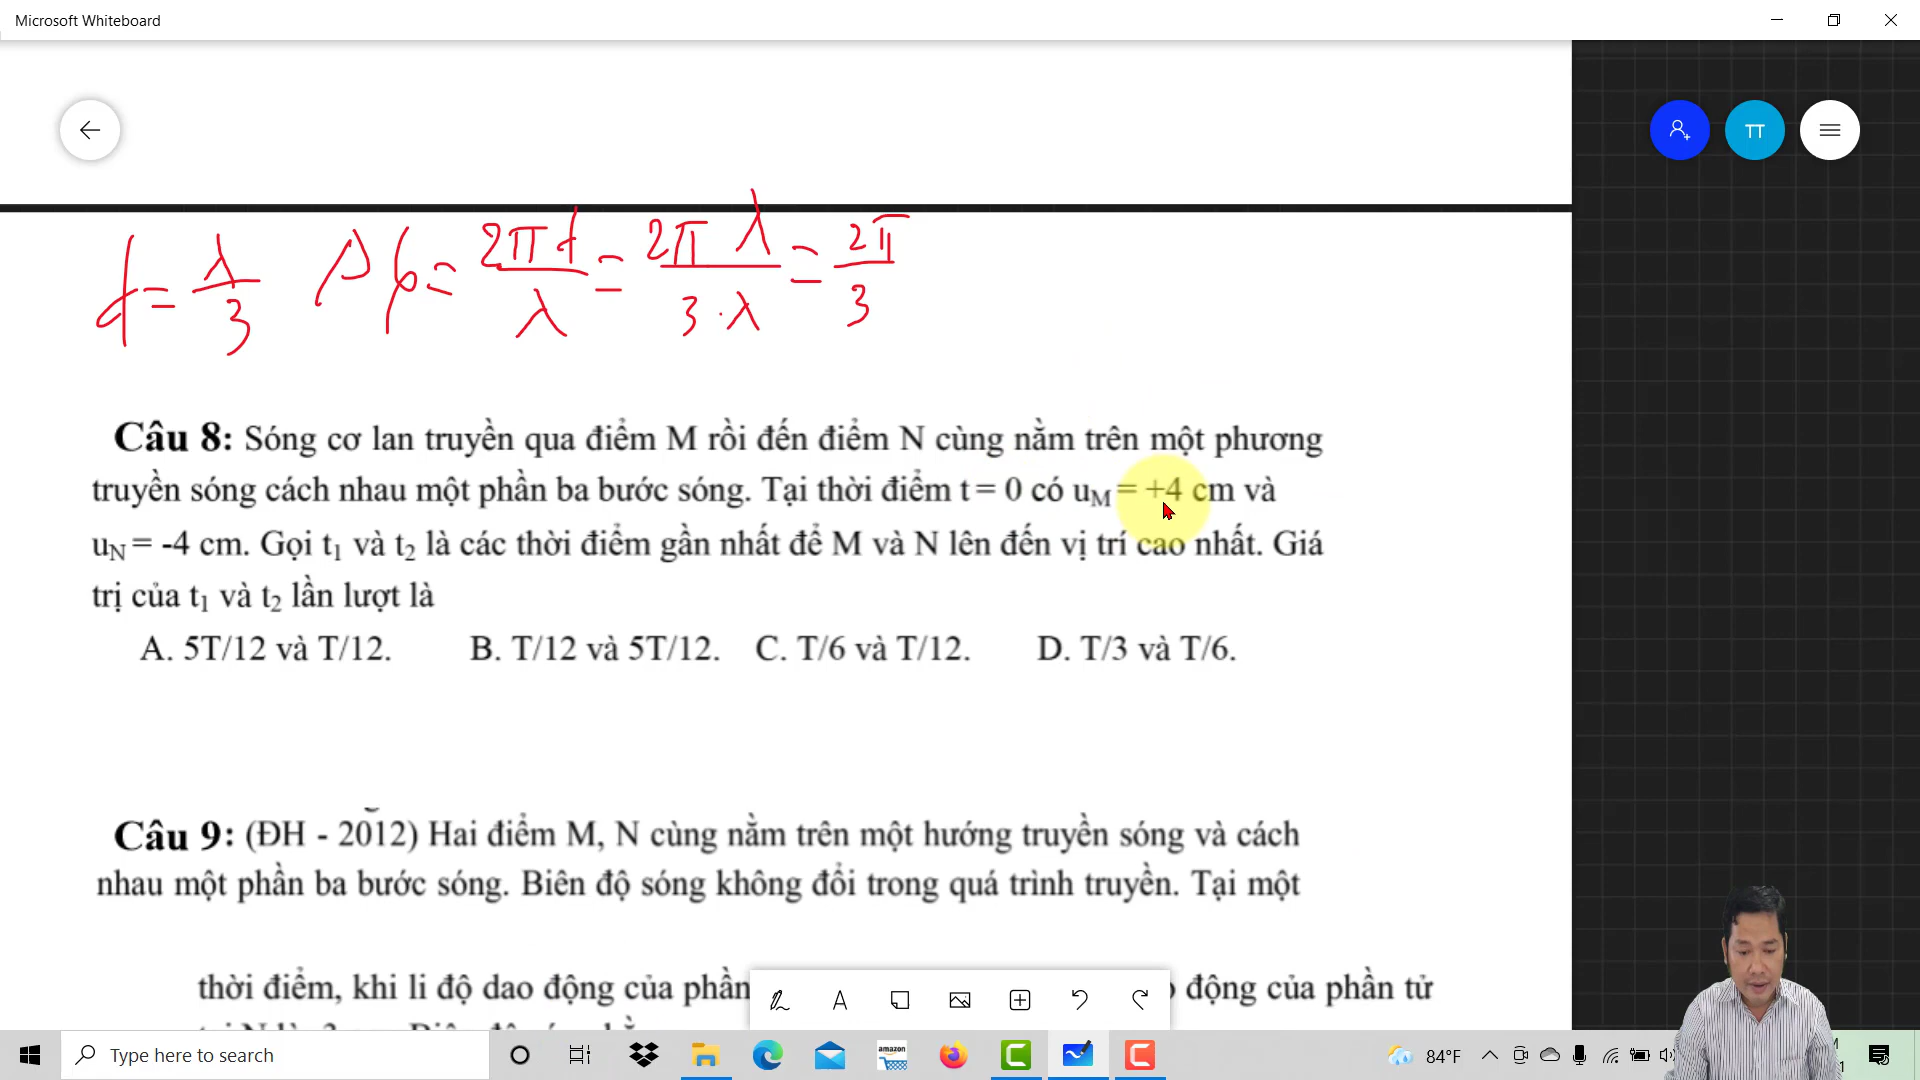 Microsoft Whiteboard
TT
d = λ/3 Δφ = 2πd/λ = 2πλ/3·λ = 2π/3
Câu 8: Sóng cơ lan truyền qua điểm M rồi đến điểm N cùng nằm trên một phương
truyền sóng cách nhau một phần ba bước sóng. Tại thời điểm t = 0 có uM = +4 cm và
uN = -4 cm. Gọi t1 và t2 là các thời điểm gần nhất để M và N lên đến vị trí cao nhất. Giá
trị của t1 và t2 lần lượt là
A. 5T/12 và T/12. B. T/12 và 5T/12. C. T/6 và T/12. D. T/3 và T/6.
Câu 9: (ĐH - 2012) Hai điểm M, N cùng nằm trên một hướng truyền sóng và cách
nhau một phần ba bước sóng. Biên độ sóng không đổi trong quá trình truyền. Tại một
thời điểm, khi li độ dao động của phần động của phần tử
Type here to search
amazon
84°F